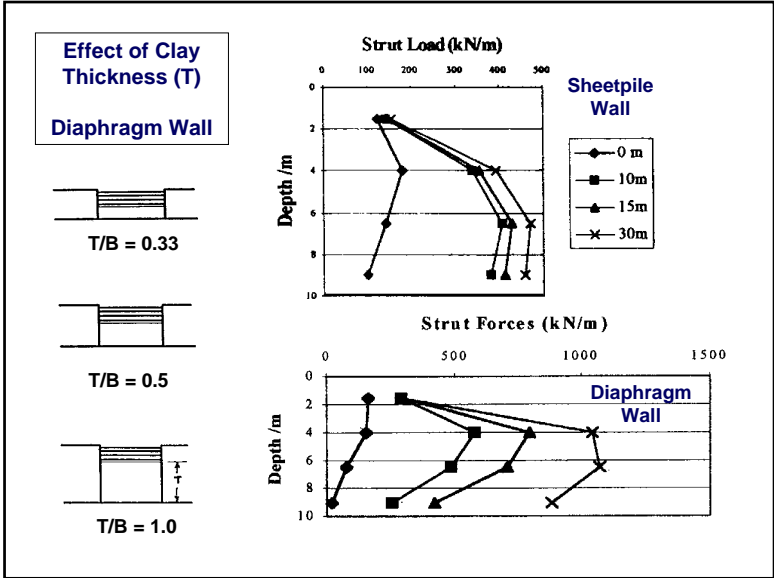 Effect of Clay
Thickness (T)
Diaphragm Wall
T/B = 0.33
T/B = 0.5
T
T/B = 1.0
Strut Load (kN/m)
0 100 200 300 400 500
0
2
4
6
8
10
Depth /m
Sheetpile
Wall
0 m
10m
15m
30m
Strut Forces (kN/m)
0 500 1000 1500
0
2
4
6
8
10
Depth /m
Diaphragm
Wall